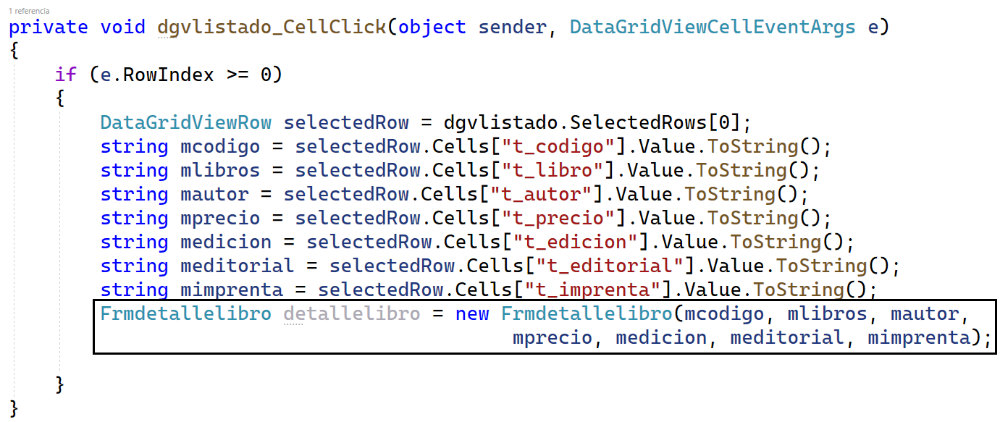 1 referencia
private void dgvlistado_CellClick(object sender, DataGridViewCellEventArgs e)
{
if (e.RowIndex >= 0)
{
DataGridViewRow selectedRow = dgvlistado.SelectedRows[0];
string mcodigo = selectedRow.Cells["t_codigo"].Value.ToString();
string mlibros = selectedRow.Cells["t_libro"].Value.ToString();
string mautor = selectedRow.Cells["t_autor"].Value.ToString();
string mprecio = selectedRow.Cells["t_precio"].Value.ToString();
string medicion = selectedRow.Cells["t_edicion"].Value.ToString();
string meditorial = selectedRow.Cells["t_editorial"].Value.ToString();
string mimprenta = selectedRow.Cells["t_imprenta"].Value.ToString();
Frmdetallelibro detallelibro = new Frmdetallelibro(mcodigo, mlibros, mautor,
mprecio, medicion, meditorial, mimprenta);
}
}